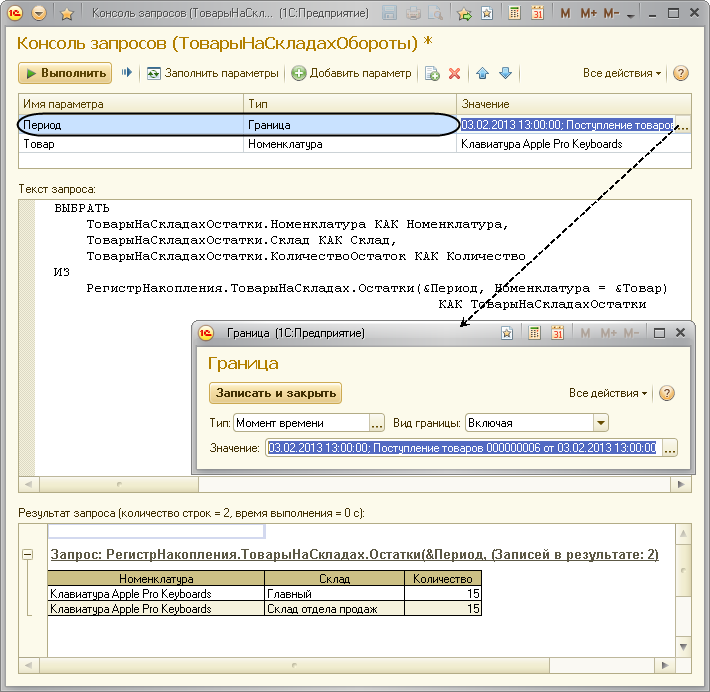 Консоль запросов (ТоварыНаСкл... (1С:Предприятие)
M M+ M-
Консоль запросов (ТоварыНаСкладахОбороты) *
Выполнить Заполнить параметры Добавить параметр Все действия
Имя параметра Тип Значение
Период Граница 03.02.2013 13:00:00; Поступление товаров ...
Товар Номенклатура Клавиатура Apple Pro Keyboards
Текст запроса:
ВЫБРАТЬ
ТоварыНаСкладахОстатки.Номенклатура КАК Номенклатура,
ТоварыНаСкладахОстатки.Склад КАК Склад,
ТоварыНаСкладахОстатки.КоличествоОстаток КАК Количество
ИЗ
РегистрНакопления.ТоварыНаСкладах.Остатки(&Период, Номенклатура = &Товар)
КАК ТоварыНаСкладахОстатки
Граница (1С:Предприятие)
M M+ M-
Граница
Записать и закрыть Все действия
Тип: Момент времени ... Вид границы: Включая
Значение: 03.02.2013 13:00:00; Поступление товаров 000000006 от 03.02.2013 13:00:00 ...
Результат запроса (количество строк = 2, время выполнения = 0 с):
Запрос: РегистрНакопления.ТоварыНаСкладах.Остатки(&Период, (Записей в результате: 2)
Номенклатура Склад Количество
Клавиатура Apple Pro Keyboards Главный 15
Клавиатура Apple Pro Keyboards Склад отдела продаж 15